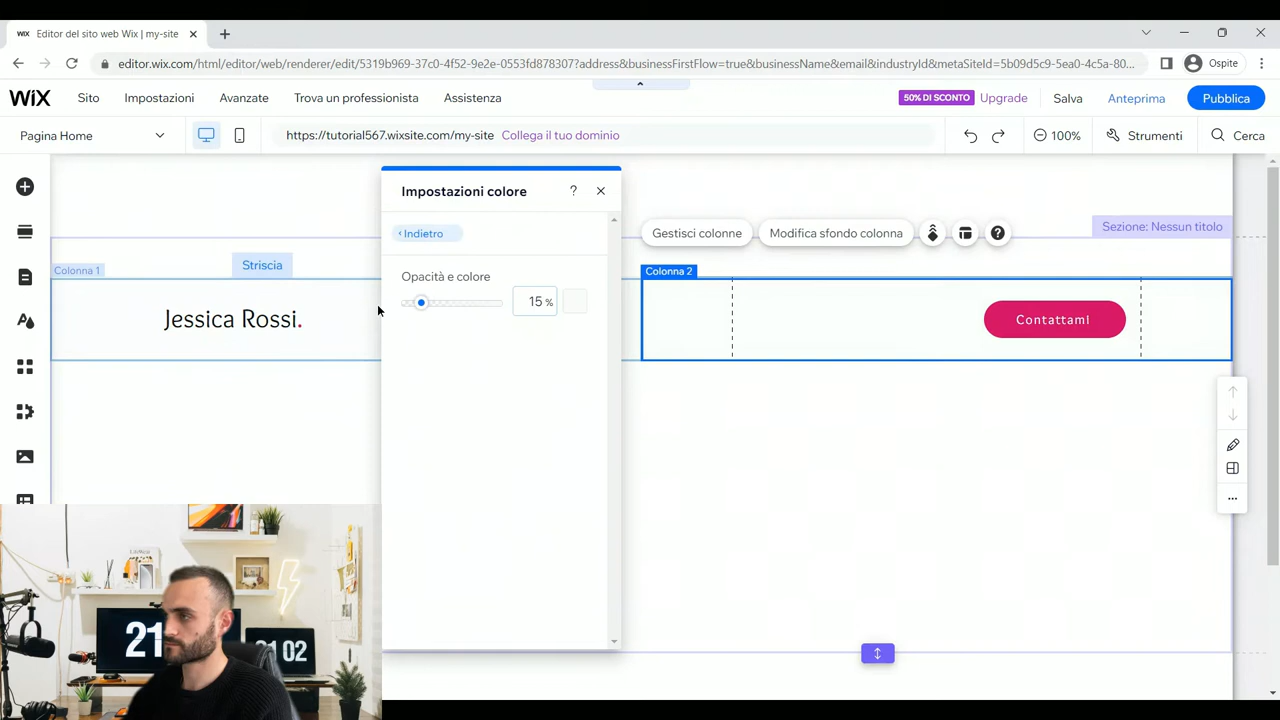 WIX Editor del sito web Wix | my-site
editor.wix.com/html/editor/web/renderer/edit/5319b969-37c0-4f52-9e2e-0553fd878307?address&businessFirstFlow=true&businessName&email&industryId&metaSiteId=5b09d5c9-5ea0-4c5a-80...
Ospite
WiX Sito Impostazioni Avanzate Trova un professionista Assistenza 50% DI SCONTO Upgrade Salva Anteprima Pubblica
Pagina Home https://tutorial567.wixsite.com/my-site Collega il tuo dominio 100% Strumenti Cerca
Impostazioni colore ?
Indietro
Opacità e colore
15 %
Gestisci colonne Modifica sfondo colonna ?
Sezione: Nessun titolo
Colonna 1 Striscia Colonna 2
Jessica Rossi. Contattami
21
21 02